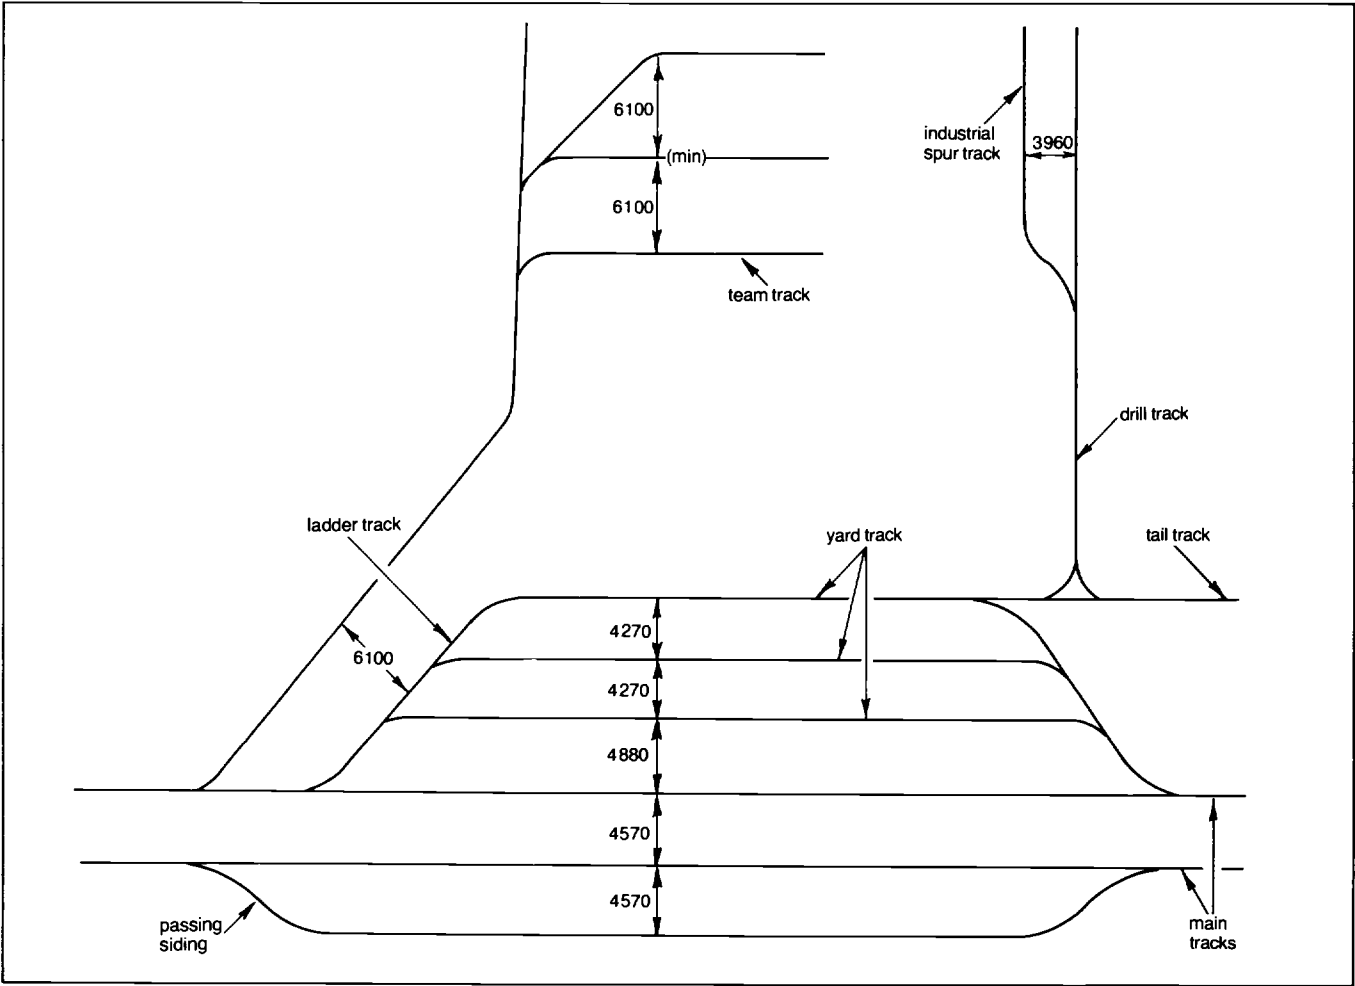 6100
industrial
spur track
3960
(min)
6100
team track
drill track
ladder track
yard track
tail track
4270
6100
4270
4880
4570
4570
passing
siding
main
tracks